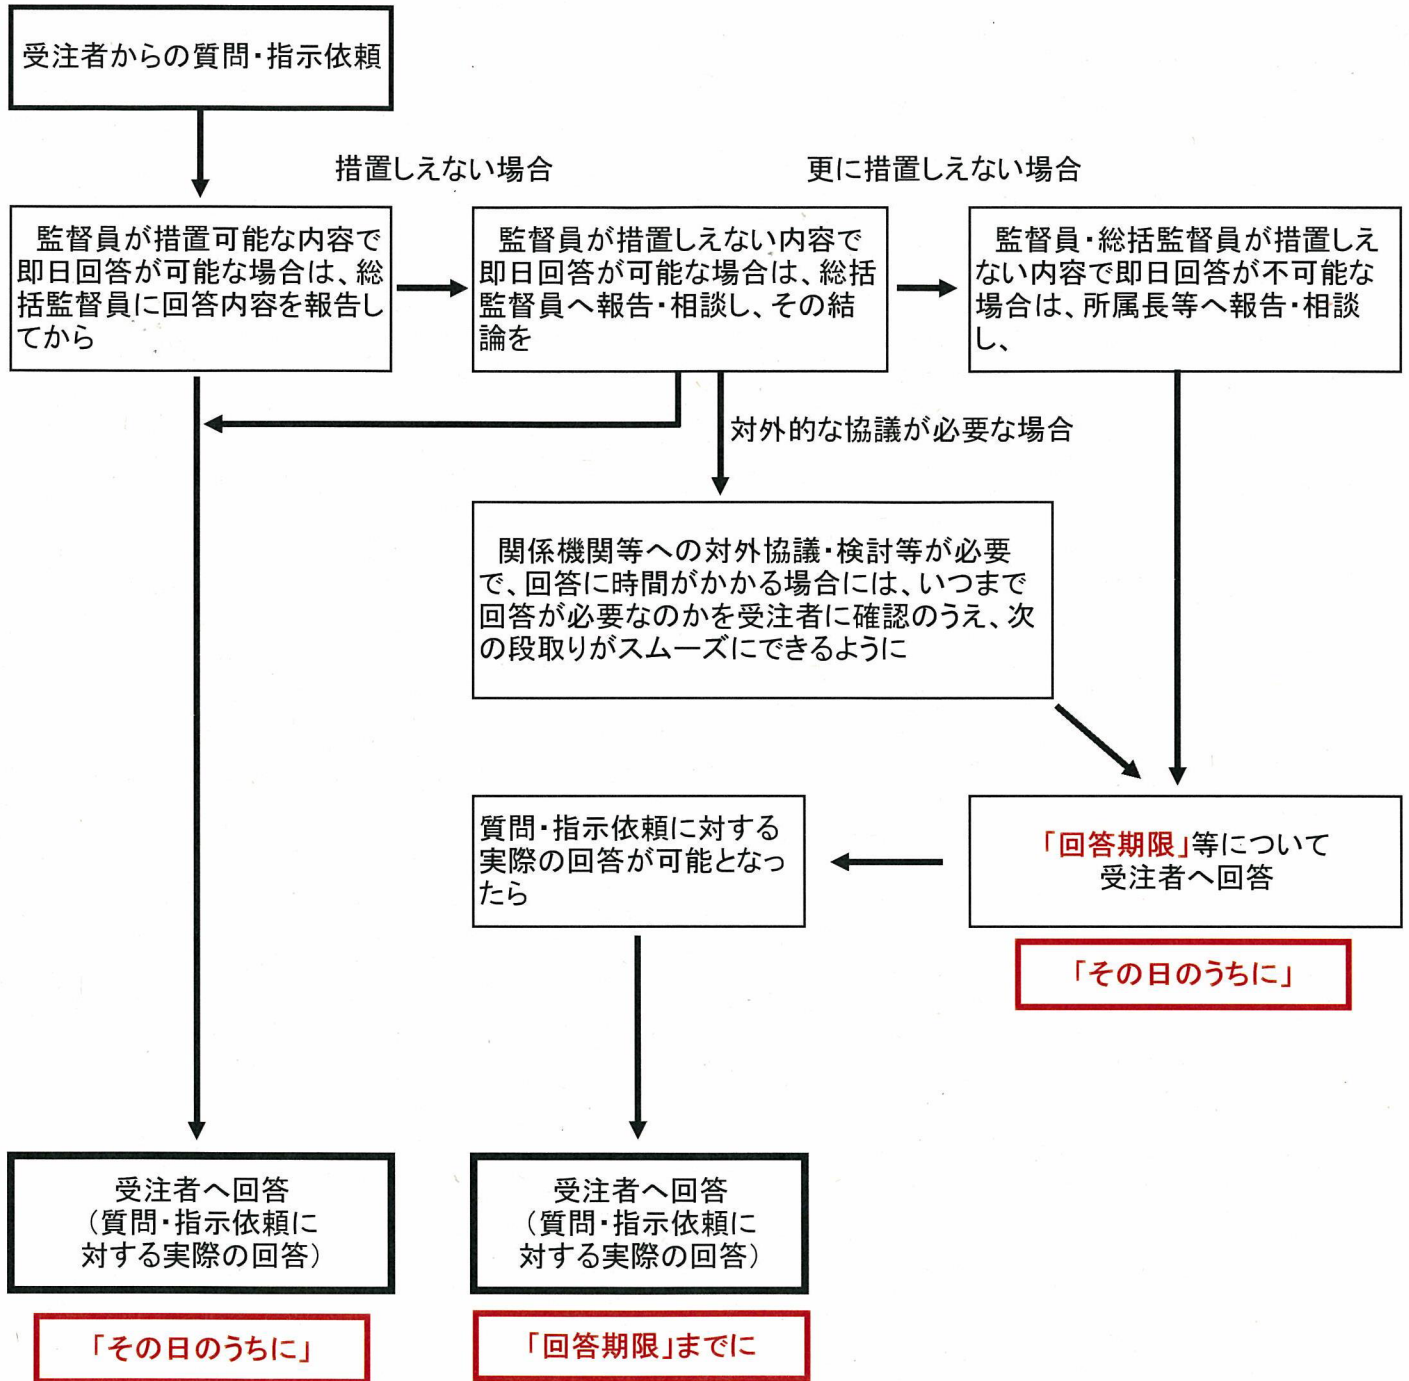 受注者からの質問・指示依頼
措置しえない場合
更に措置しえない場合
監督員が措置可能な内容で
即日回答が可能な場合は、総
括監督員に回答内容を報告し
てから
監督員が措置しえない内容で
即日回答が可能な場合は、総括
監督員へ報告・相談し、その結
論を
監督員・総括監督員が措置しえ
ない内容で即日回答が不可能な
場合は、所属長等へ報告・相談
し、
対外的な協議が必要な場合
関係機関等への対外協議・検討等が必要
で、回答に時間がかかる場合には、いつまで
回答が必要なのかを受注者に確認のうえ、次
の段取りがスムーズにできるように
質問・指示依頼に対する
実際の回答が可能となっ
たら
「回答期限」等について
受注者へ回答
「その日のうちに」
受注者へ回答
（質問・指示依頼に
対する実際の回答）
受注者へ回答
（質問・指示依頼に
対する実際の回答）
「その日のうちに」
「回答期限」までに